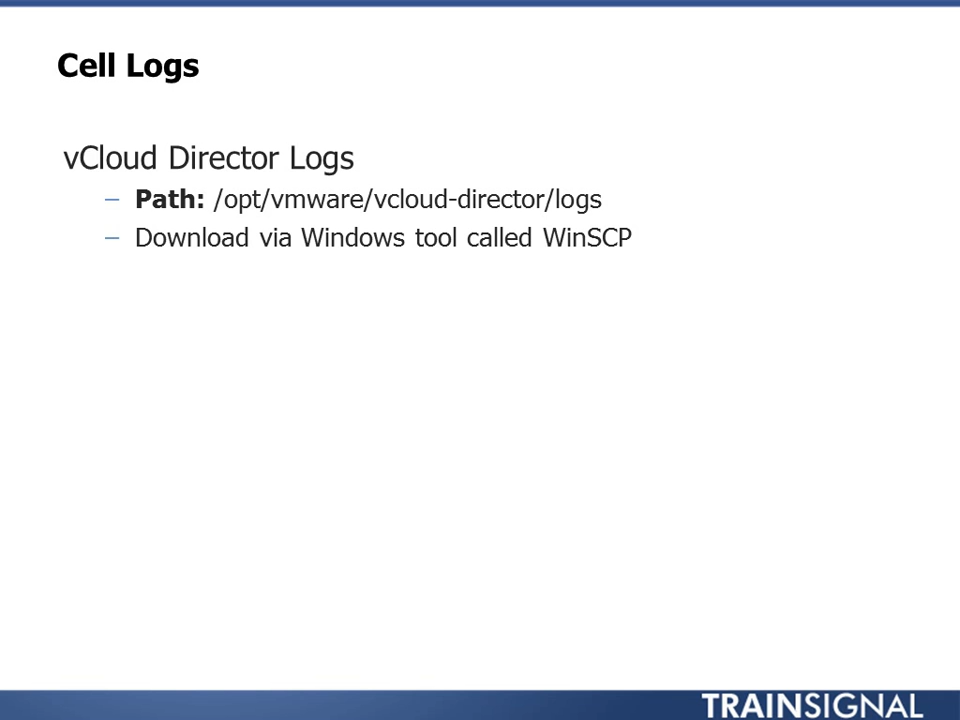 Cell Logs
vCloud Director Logs
– Path: /opt/vmware/vcloud-director/logs
– Download via Windows tool called WinSCP
TRAINSIGNAL